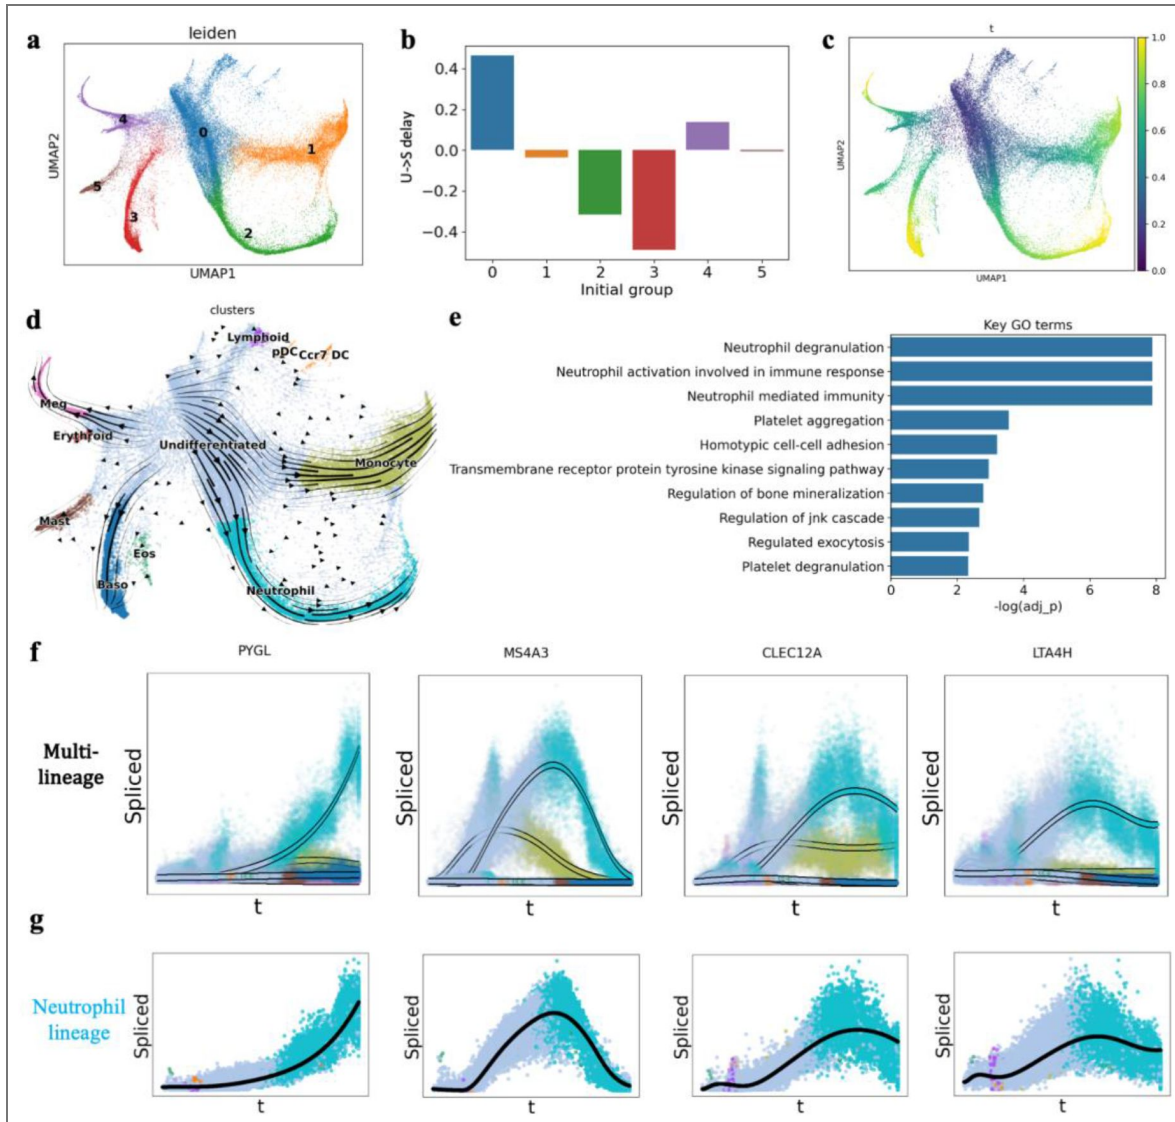 a
leiden
4
0
1
5
3
2
UMAP2
UMAP1
b
U->S delay
0.4
0.2
0.0
−0.2
−0.4
0 1 2 3 4 5
Initial group
c
t
UMAP2
UMAP1
1.0
0.8
0.6
0.4
0.2
0.0
d
clusters
Lymphoid
pDC Ccr7 DC
Meg
Erythroid
Undifferentiated
Monocyte
Mast
Eos
Baso
Neutrophil
e
Key GO terms
Neutrophil degranulation
Neutrophil activation involved in immune response
Neutrophil mediated immunity
Platelet aggregation
Homotypic cell-cell adhesion
Transmembrane receptor protein tyrosine kinase signaling pathway
Regulation of bone mineralization
Regulation of jnk cascade
Regulated exocytosis
Platelet degranulation
0 2 4 6 8
-log(adj_p)
f
PYGL MS4A3 CLEC12A LTA4H
Multi-
lineage
Spliced Spliced Spliced Spliced
t t t t
g
Neutrophil
lineage
Spliced Spliced Spliced Spliced
t t t t